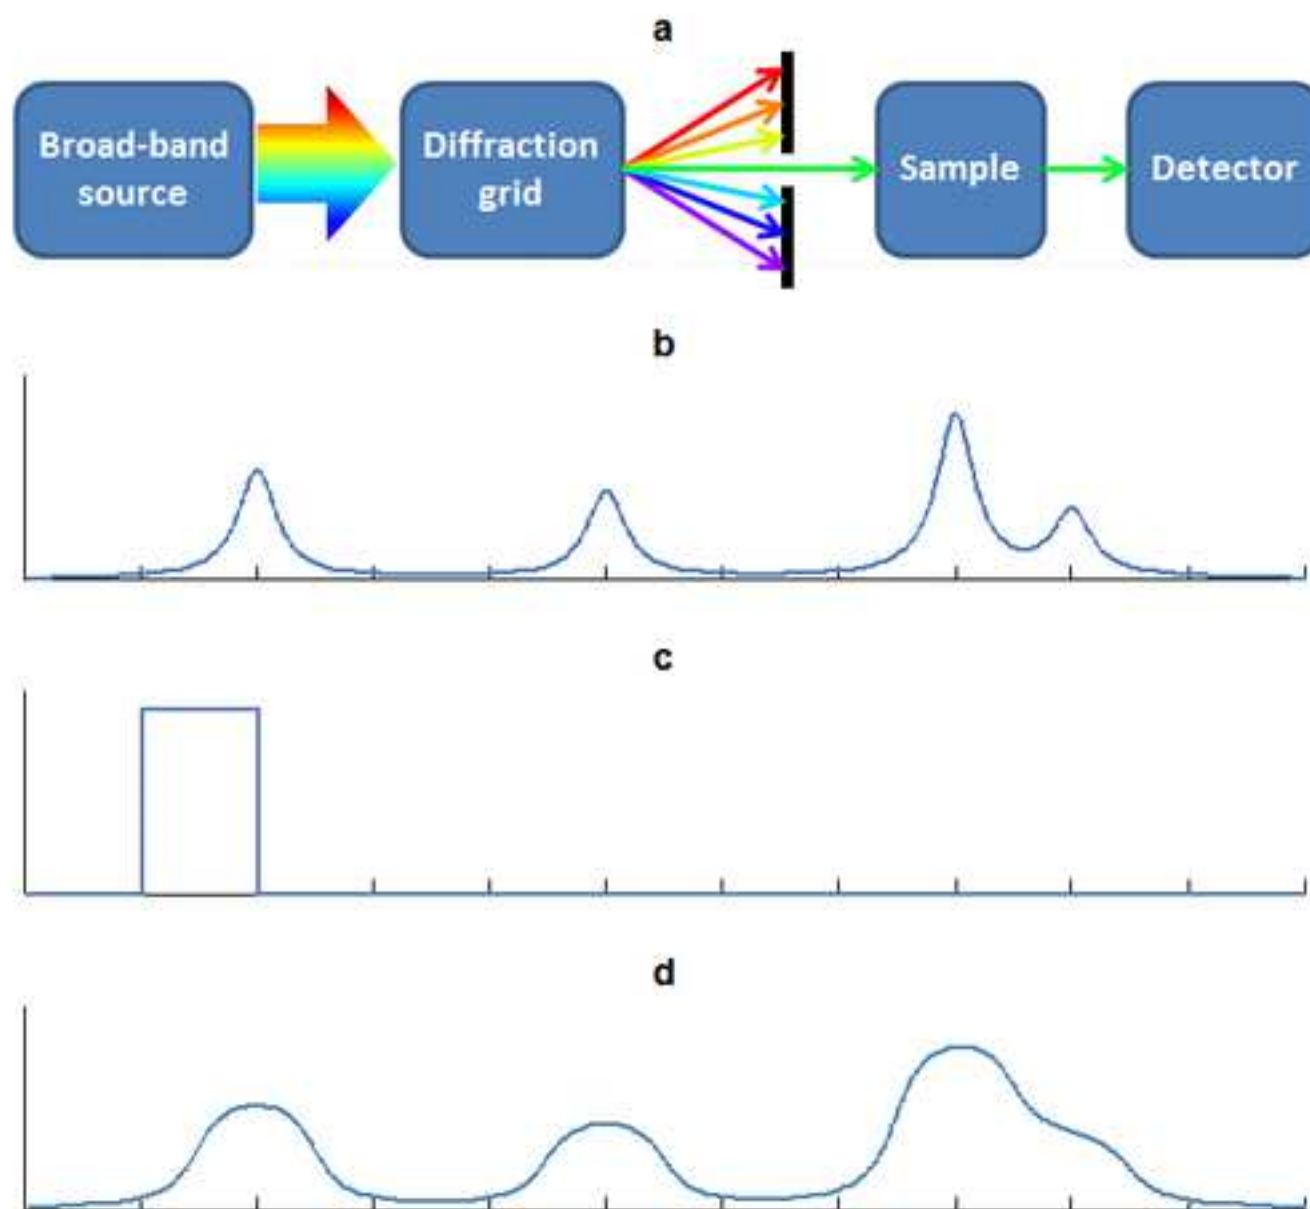 a
Broad-band
source
Diffraction
grid
Sample
Detector
b
c
d